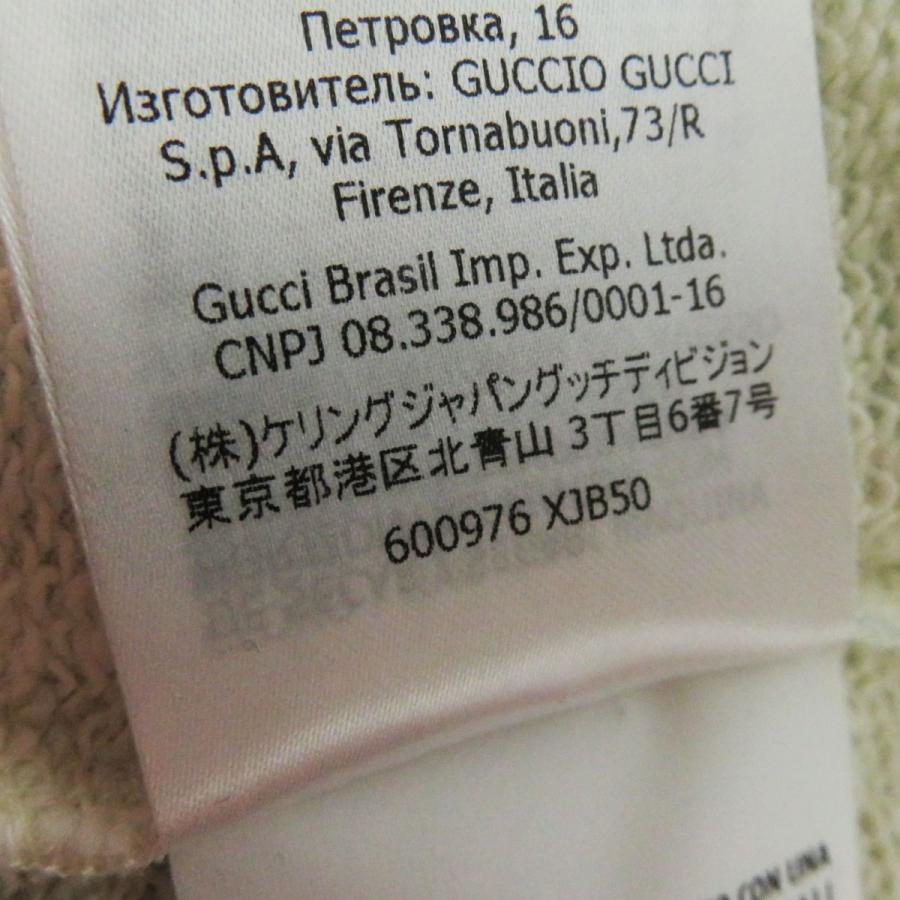 Петровка, 16
Изготовитель: GUCCIO GUCCI
S.p.A, via Tornabuoni,73/R
Firenze, Italia
Gucci Brasil Imp. Exp. Ltda.
CNPJ 08.338.986/0001-16
(株)ケリングジャパングッチディビジョン
東京都港区北青山 3丁目6番7号
600976 XJB50
CON UNA